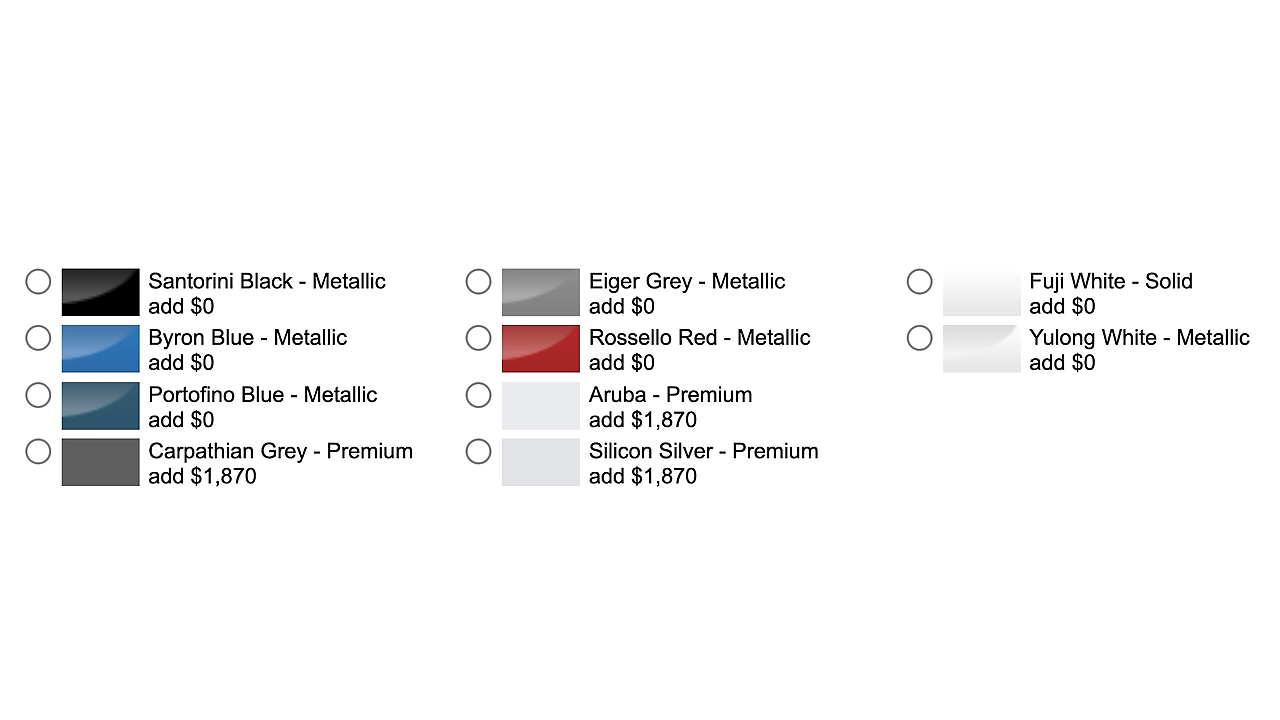 Santorini Black - Metallic
add $0
Byron Blue - Metallic
add $0
Portofino Blue - Metallic
add $0
Carpathian Grey - Premium
add $1,870
Eiger Grey - Metallic
add $0
Rossello Red - Metallic
add $0
Aruba - Premium
add $1,870
Silicon Silver - Premium
add $1,870
Fuji White - Solid
add $0
Yulong White - Metallic
add $0